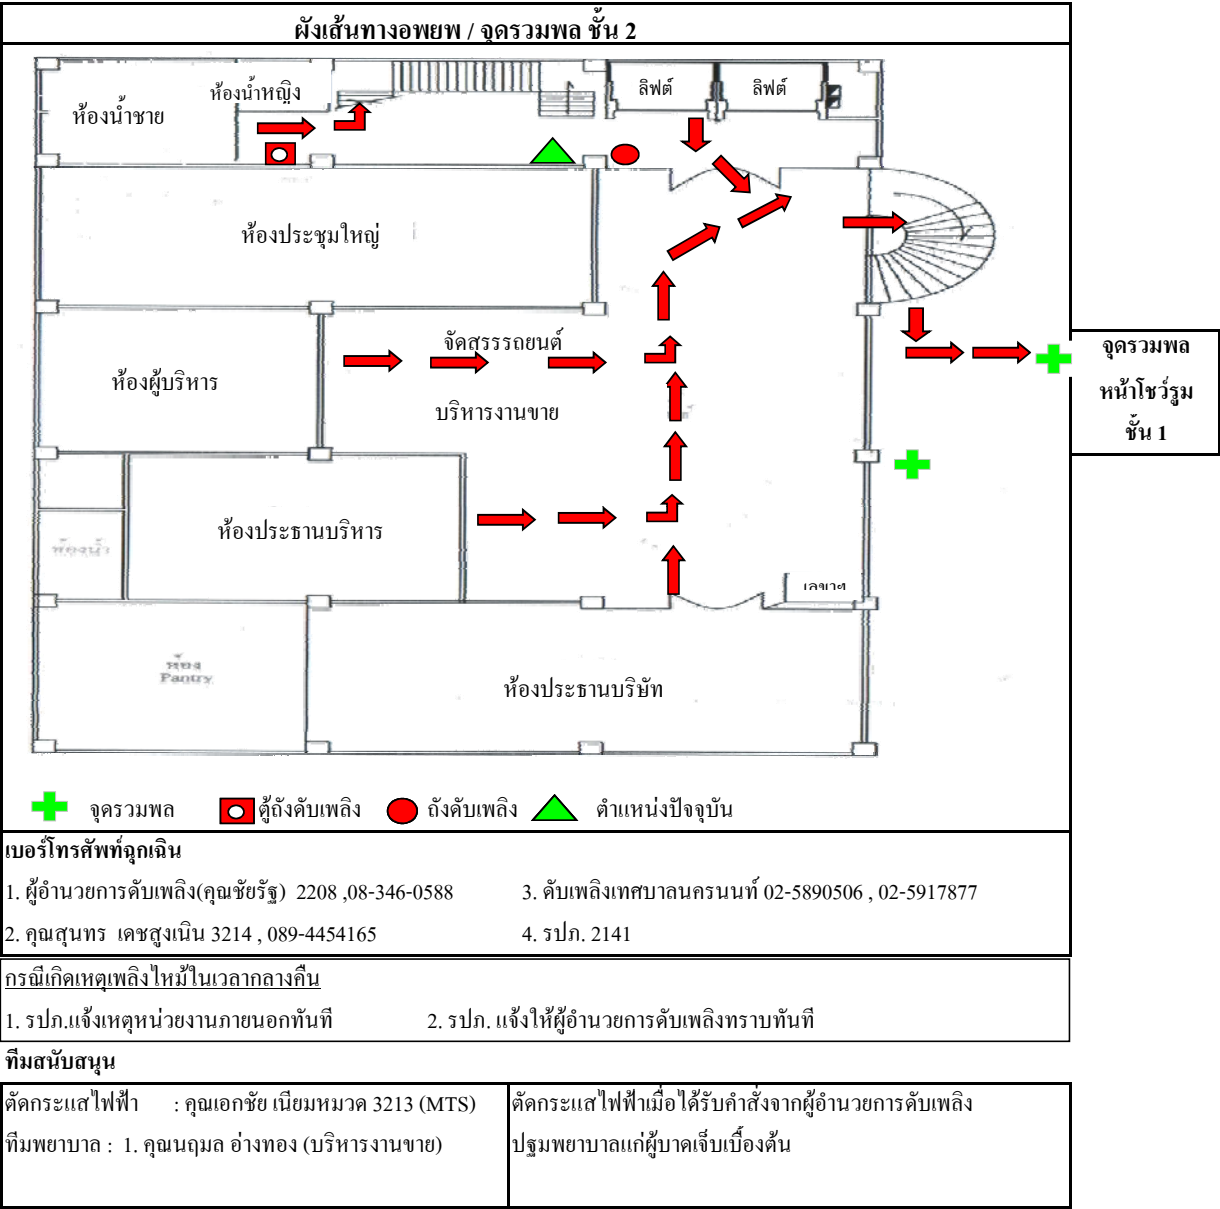 ผังเส้นทางอพยพ / จุดรวมพล ชั้น 2
ห้องน้ำชาย
ห้องน้ำหญิง
ลิฟต์
ลิฟต์
ห้องประชุมใหญ่
ห้องผู้บริหาร
จัดสรรรถยนต์
บริหารงานขาย
จุดรวมพล
หน้าโชว์รูม
ชั้น 1
ห้องประธานบริหาร
ห้องน้ำ
เลขาฯ
ห้อง
Pantry
ห้องประธานบริษัท
จุดรวมพล ตู้ถังดับเพลิง ถังดับเพลิง ตำแหน่งปัจจุบัน
เบอร์โทรศัพท์ฉุกเฉิน
1. ผู้อำนวยการดับเพลิง(คุณชัยรัฐ) 2208 ,08-346-0588 3. ดับเพลิงเทศบาลนครนนท์ 02-5890506 , 02-5917877
2. คุณสุนทร เดชสูงเนิน 3214 , 089-4454165 4. รปภ. 2141
กรณีเกิดเหตุเพลิงไหม้ในเวลากลางคืน
1. รปภ.แจ้งเหตุหน่วยงานภายนอกทันที 2. รปภ. แจ้งให้ผู้อำนวยการดับเพลิงทราบทันที
ทีมสนับสนุน
ตัดกระแสไฟฟ้า : คุณเอกชัย เนียมหมวด 3213 (MTS) ตัดกระแสไฟฟ้าเมื่อได้รับคำสั่งจากผู้อำนวยการดับเพลิง
ทีมพยาบาล : 1. คุณนฤมล อ่างทอง (บริหารงานขาย) ปฐมพยาบาลแก่ผู้บาดเจ็บเบื้องต้น